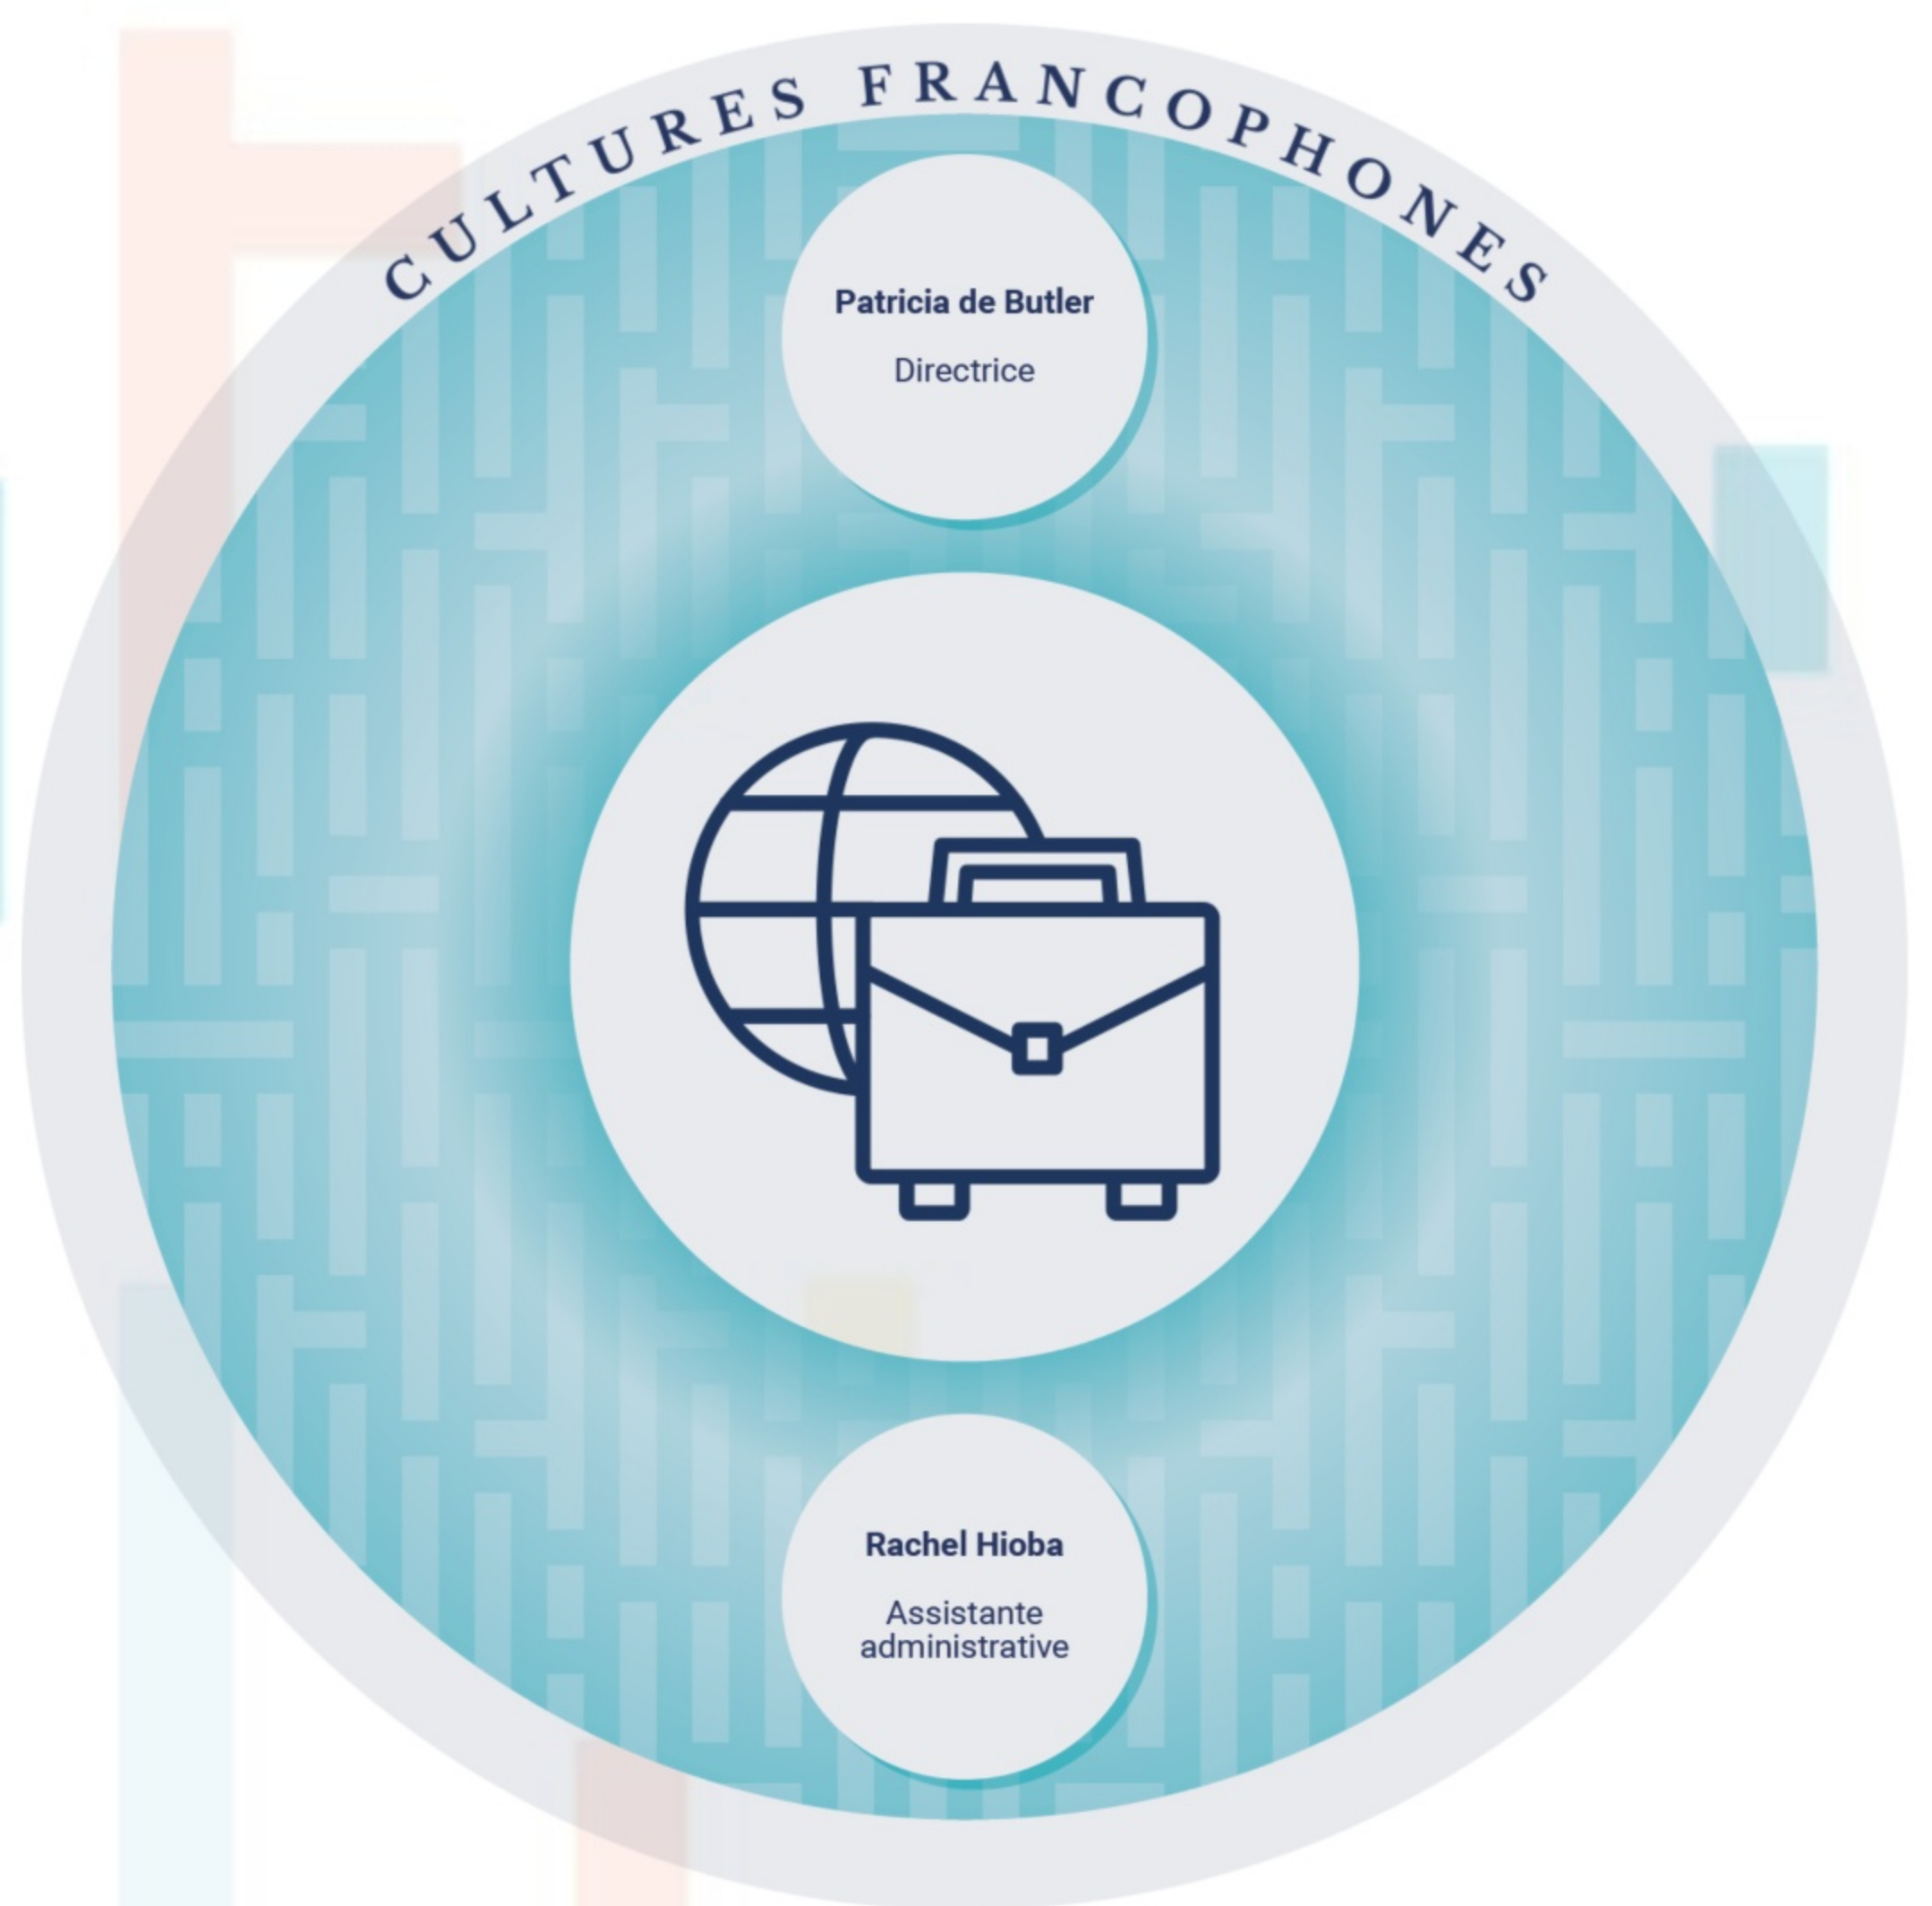 CULTURES FRANCOPHONES
Patricia de Butler
Directrice
Rachel Hioba
Assistante
administrative